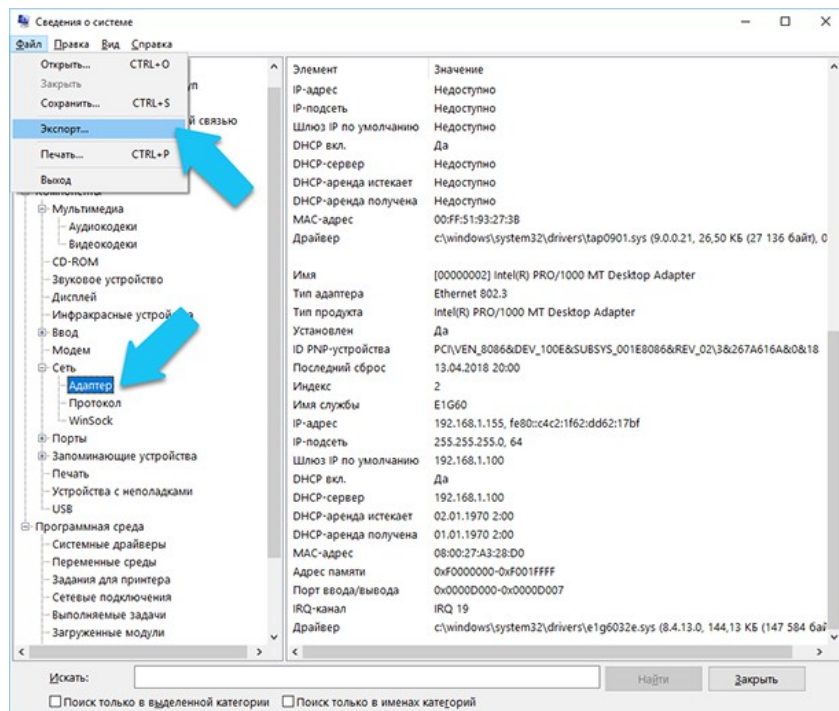 Сведения о системе
Файл Правка Вид Справка
Открыть... CTRL+O
Закрыть
Сохранить... CTRL+S
Экспорт...
Печать... CTRL+P
Выход
уп
й связью
Компоненты
Мультимедиа
Аудиокодеки
Видеокодеки
CD-ROM
Звуковое устройство
Дисплей
Инфракрасные устройства
Ввод
Модем
Сеть
Адаптер
Протокол
WinSock
Порты
Запоминающие устройства
Печать
Устройства с неполадками
USB
Программная среда
Системные драйверы
Переменные среды
Задания для принтера
Сетевые подключения
Выполняемые задачи
Загруженные модули
Элемент Значение
IP-адрес Недоступно
IP-подсеть Недоступно
Шлюз IP по умолчанию Недоступно
DHCP вкл. Да
DHCP-сервер Недоступно
DHCP-аренда истекает Недоступно
DHCP-аренда получена Недоступно
MAC-адрес 00:FF:51:93:27:3B
Драйвер c:\windows\system32\drivers\tap0901.sys (9.0.0.21, 26,50 КБ (27 136 байт), 0
Имя [00000002] Intel(R) PRO/1000 MT Desktop Adapter
Тип адаптера Ethernet 802.3
Тип продукта Intel(R) PRO/1000 MT Desktop Adapter
Установлен Да
ID PNP-устройства PCI\VEN_8086&DEV_100E&SUBSYS_001E8086&REV_02\3&267A616A&0&18
Последний сброс 13.04.2018 20:00
Индекс 2
Имя службы E1G60
IP-адрес 192.168.1.155, fe80::c4c2:1f62:dd62:17bf
IP-подсеть 255.255.255.0, 64
Шлюз IP по умолчанию 192.168.1.100
DHCP вкл. Да
DHCP-сервер 192.168.1.100
DHCP-аренда истекает 02.01.1970 2:00
DHCP-аренда получена 01.01.1970 2:00
MAC-адрес 08:00:27:A3:28:D0
Адрес памяти 0xF0000000-0xF001FFFF
Порт ввода/вывода 0x0000D000-0x0000D007
IRQ-канал IRQ 19
Драйвер c:\windows\system32\drivers\e1g6032e.sys (8.4.13.0, 144,13 КБ (147 584 бай
Искать: Найти Закрыть
Поиск только в выделенной категории Поиск только в именах категорий